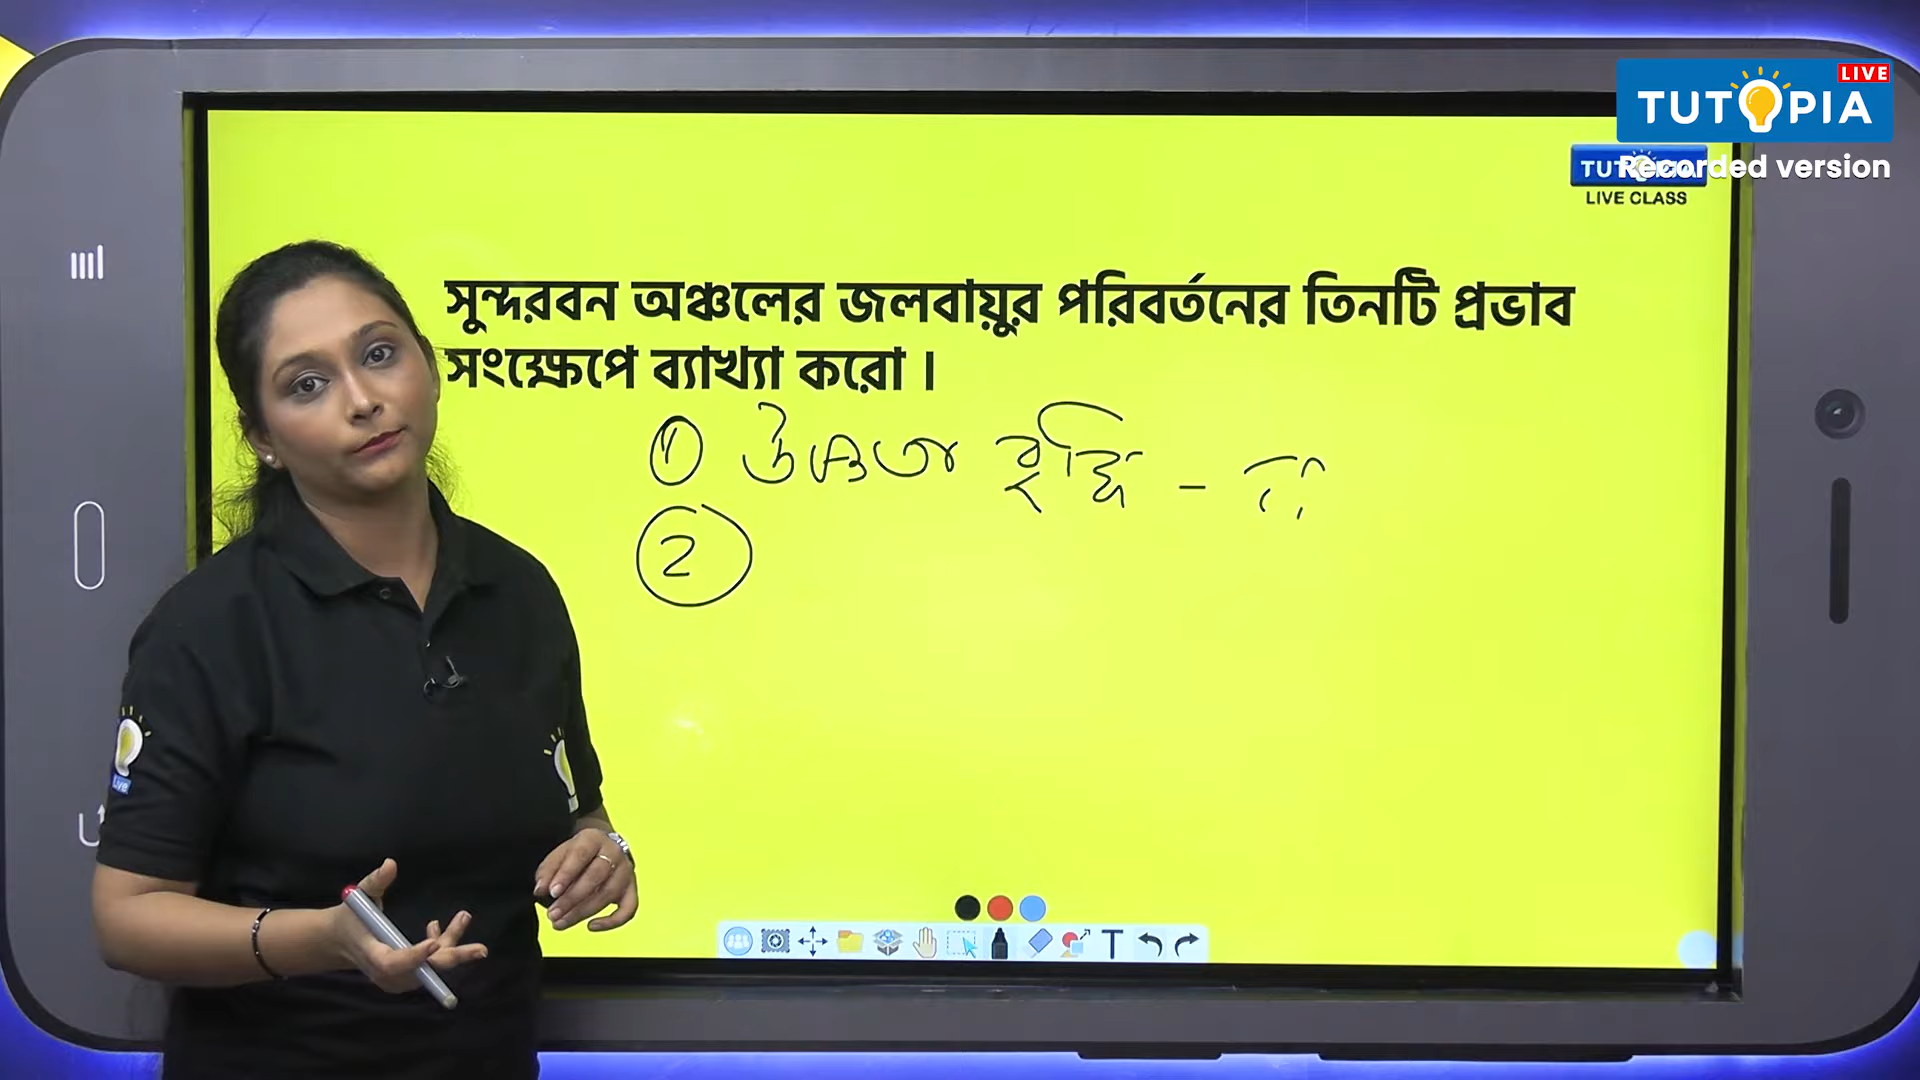 LIVE
TUTOPIA
Recorded version
LIVE CLASS
সুন্দরবন অঞ্চলের জলবায়ুর পরিবর্তনের তিনটি প্রভাব
সংক্ষেপে ব্যাখ্যা করো ।
① উষ্ণতা বৃদ্ধি -
②
Live
T